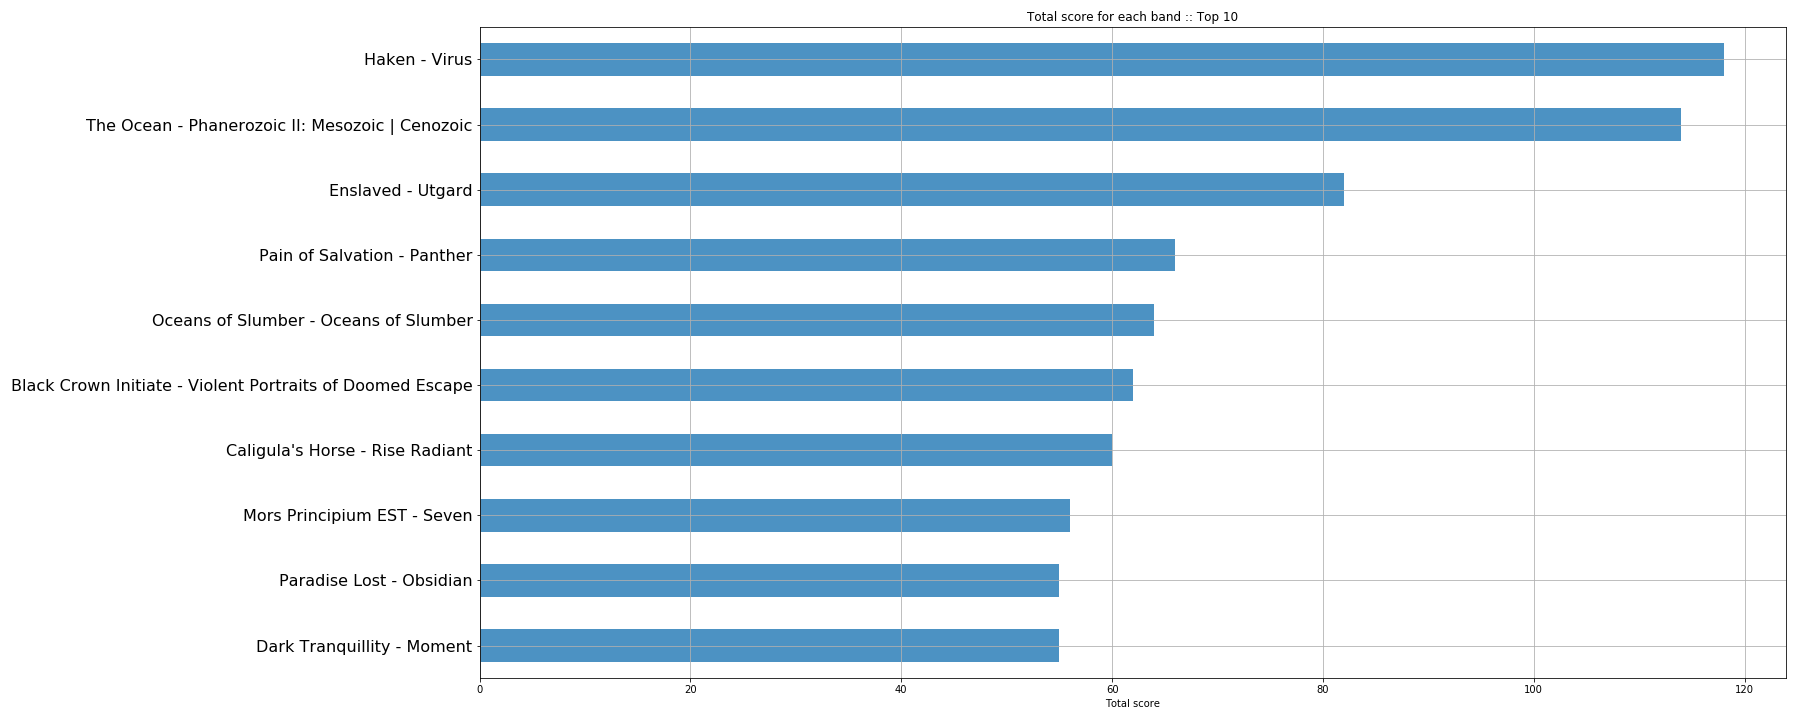 Total score for each band :: Top 10
Haken - Virus
The Ocean - Phanerozoic II: Mesozoic | Cenozoic
Enslaved - Utgard
Pain of Salvation - Panther
Oceans of Slumber - Oceans of Slumber
Black Crown Initiate - Violent Portraits of Doomed Escape
Caligula's Horse - Rise Radiant
Mors Principium EST - Seven
Paradise Lost - Obsidian
Dark Tranquillity - Moment
0 20 40 60 80 100 120
Total score